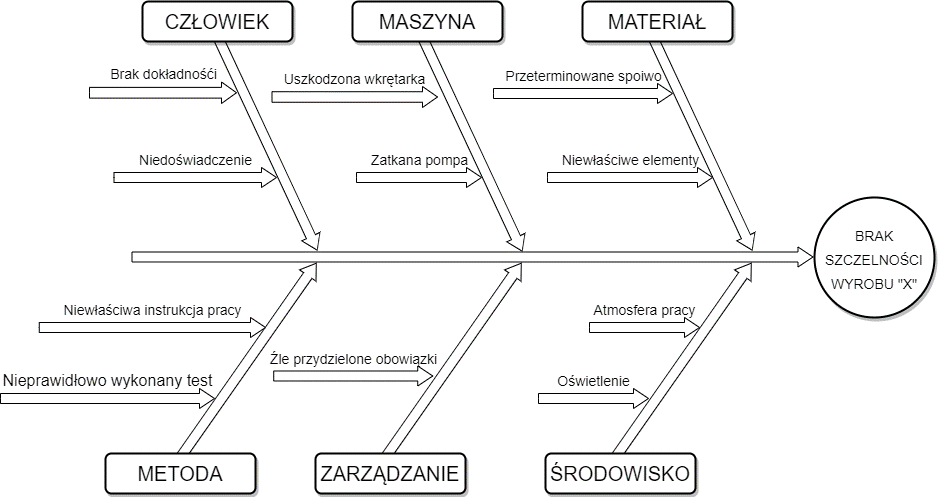 CZŁOWIEK
MASZYNA
MATERIAŁ
Brak dokładnośći
Uszkodzona wkrętarka
Przeterminowane spoiwo
Niedoświadczenie
Zatkana pompa
Niewłaściwe elementy
BRAK
SZCZELNOŚCI
WYROBU "X"
Niewłaściwa instrukcja pracy
Atmosfera pracy
Źle przydzielone obowiązki
Nieprawidłowo wykonany test
Oświetlenie
METODA
ZARZĄDZANIE
ŚRODOWISKO